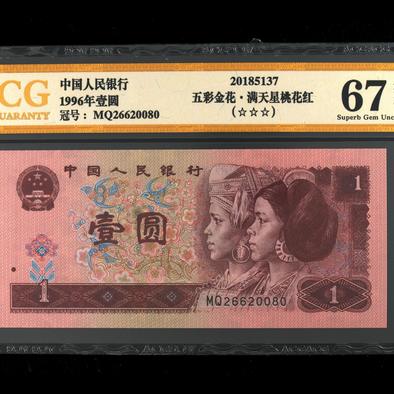 CG
UARANTY
中国人民银行
1996年壹圆
冠号： MQ26620080
20185137
五彩金花·满天星桃花红
(☆☆☆)
67
Superb Gem Unc
中国人民银行
1
壹圆
MQ26620080
1
1